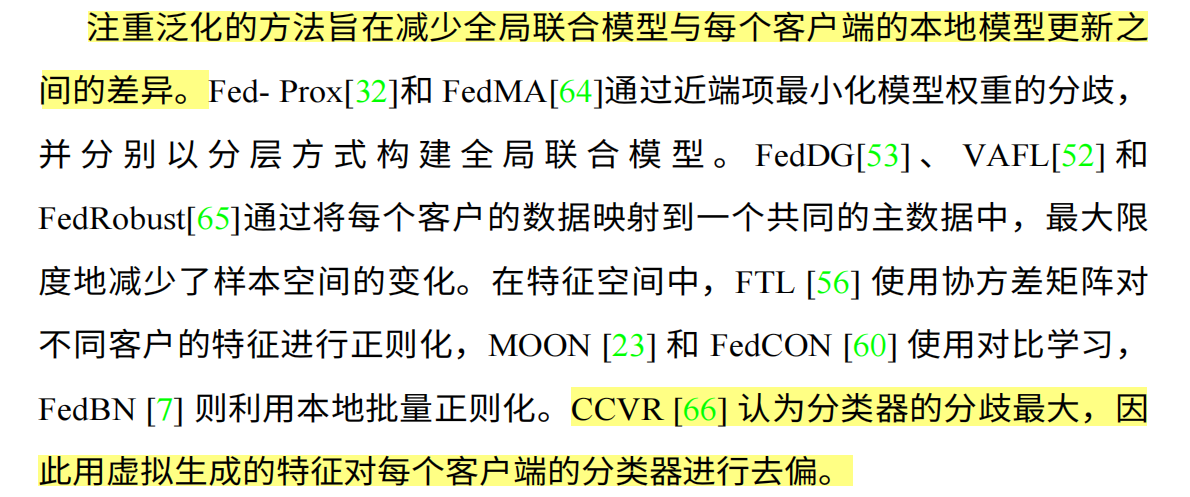 注重泛化的方法旨在减少全局联合模型与每个客户端的本地模型更新之
间的差异。Fed- Prox[32]和 FedMA[64]通过近端项最小化模型权重的分歧，
并分别以分层方式构建全局联合模型。FedDG[53]、VAFL[52]和
FedRobust[65]通过将每个客户的数据映射到一个共同的主数据中，最大限
度地减少了样本空间的变化。在特征空间中，FTL [56] 使用协方差矩阵对
不同客户的特征进行正则化，MOON [23] 和 FedCON [60] 使用对比学习，
FedBN [7] 则利用本地批量正则化。CCVR [66] 认为分类器的分歧最大，因
此用虚拟生成的特征对每个客户端的分类器进行去偏。